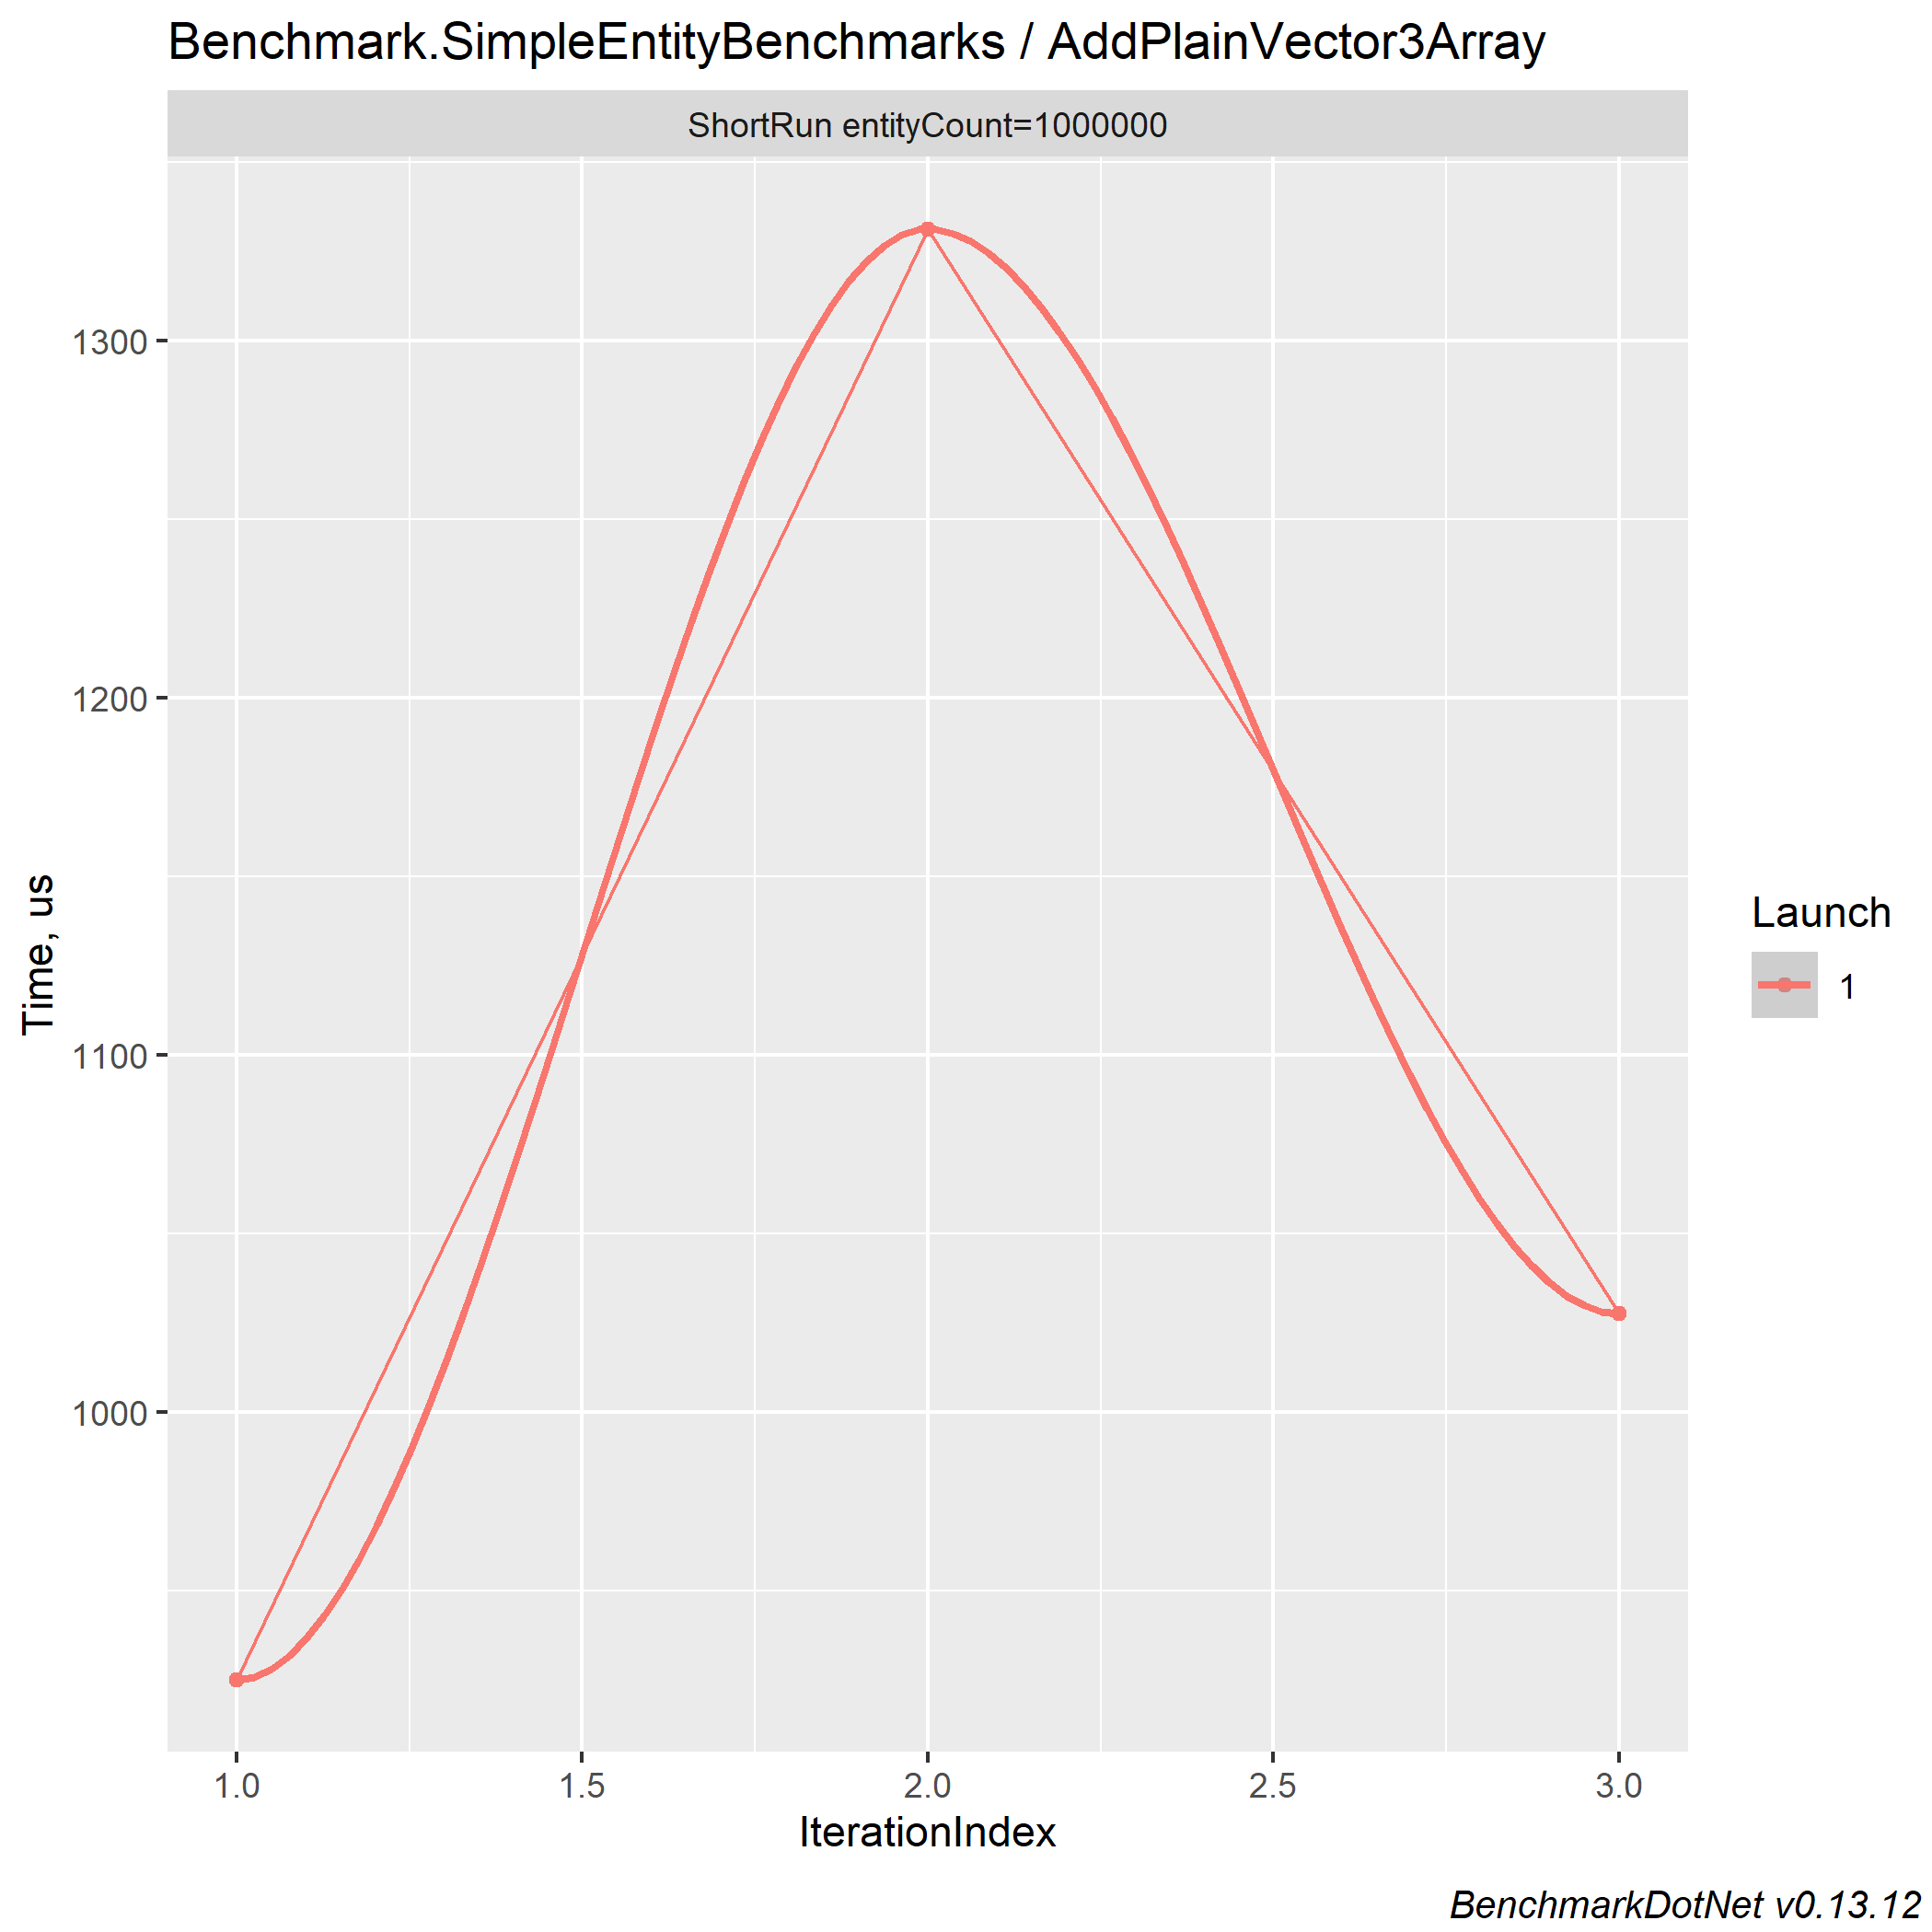 Benchmark.SimpleEntityBenchmarks / AddPlainVector3Array
ShortRun entityCount=1000000
1300
1200
1100
1000
Time, us
1.0
1.5
2.0
2.5
3.0
IterationIndex
Launch
1
BenchmarkDotNet v0.13.12